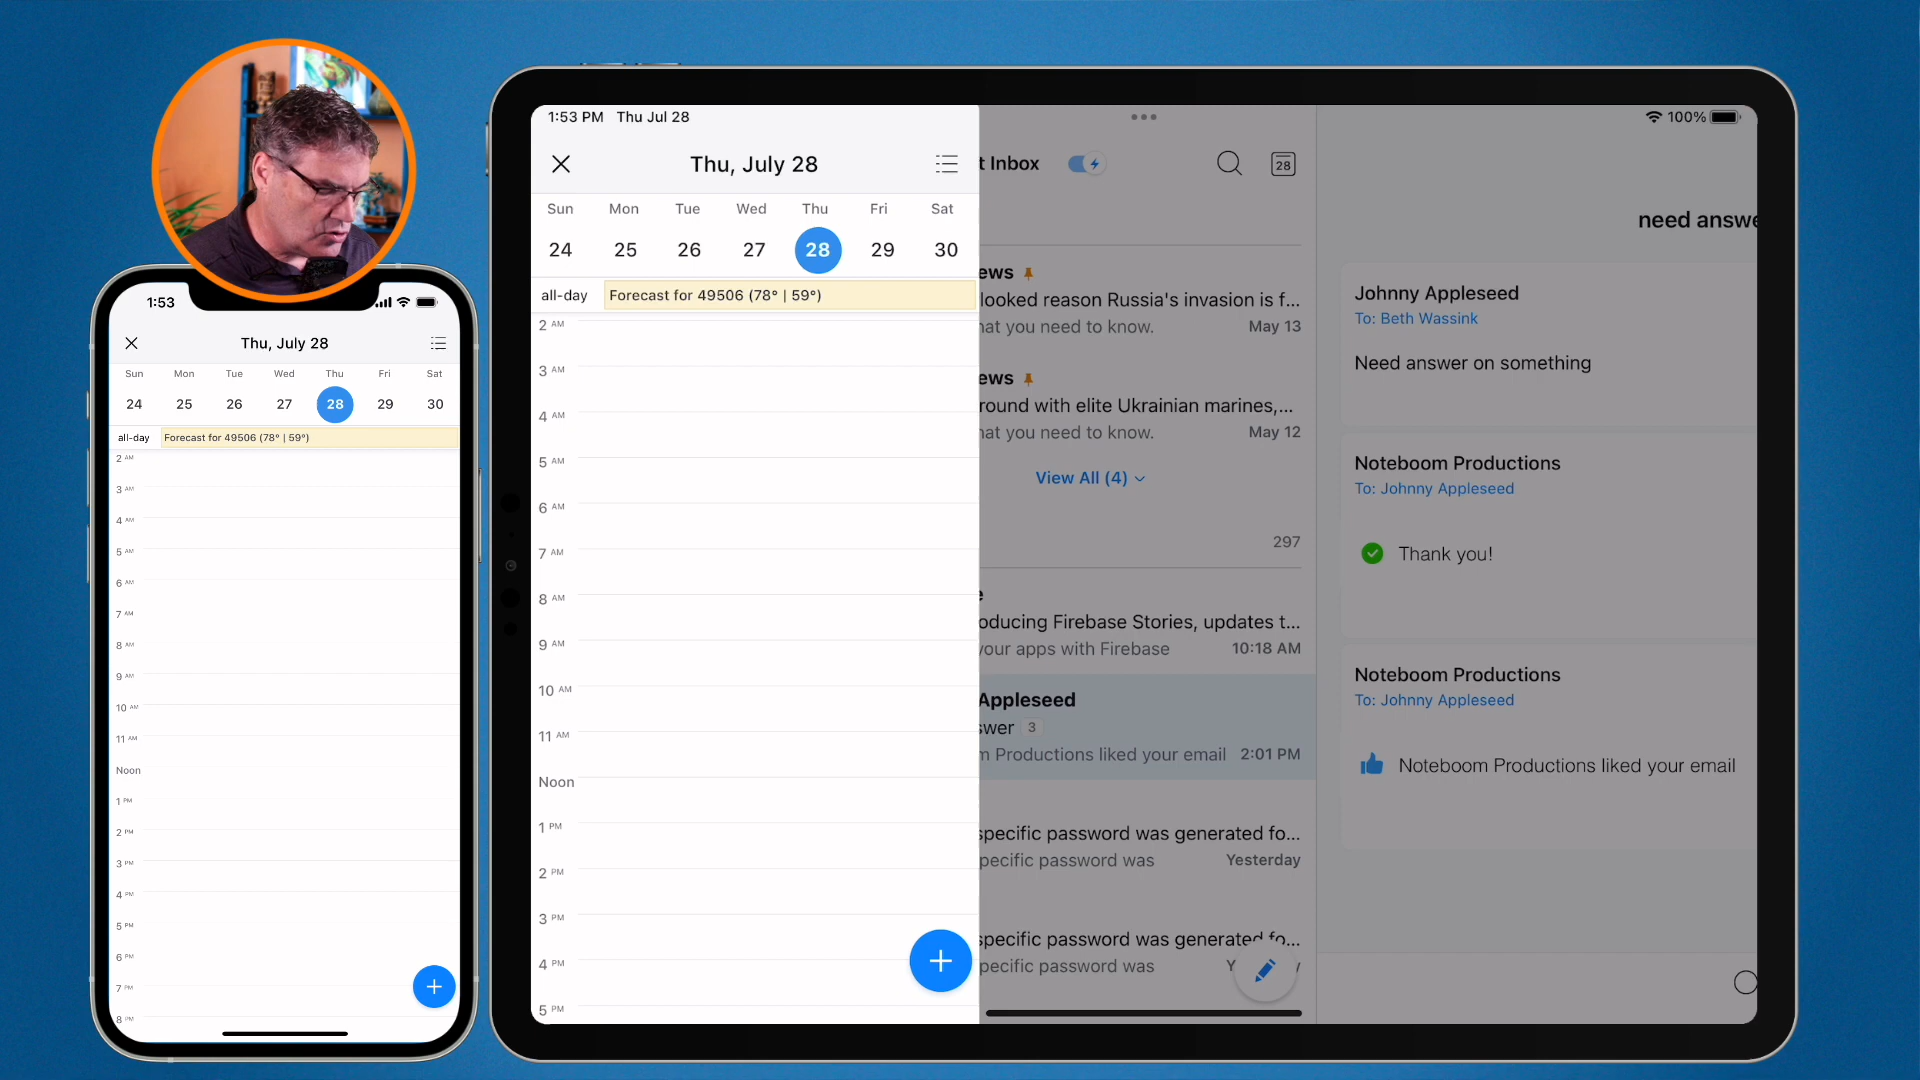 1:53
Thu, July 28
Sun Mon Tue Wed Thu Fri Sat
24 25 26 27 28 29 30
all-day Forecast for 49506 (78° | 59°)
2 AM
3 AM
4 AM
5 AM
6 AM
7 AM
8 AM
9 AM
10 AM
11 AM
Noon
1 PM
2 PM
3 PM
4 PM
5 PM
6 PM
7 PM
8 PM
1:53 PM Thu Jul 28
Thu, July 28
Sun Mon Tue Wed Thu Fri Sat
24 25 26 27 28 29 30
all-day Forecast for 49506 (78° | 59°)
2 AM
3 AM
4 AM
5 AM
6 AM
7 AM
8 AM
9 AM
10 AM
11 AM
Noon
1 PM
2 PM
3 PM
4 PM
5 PM
t Inbox 28
ews
looked reason Russia's invasion is f...
hat you need to know. May 13
ews
round with elite Ukrainian marines,...
hat you need to know. May 12
View All (4)
297
e
oducing Firebase Stories, updates t...
your apps with Firebase 10:18 AM
Appleseed
swer 3
m Productions liked your email 2:01 PM
specific password was generated fo...
pecific password was Yesterday
specific password was generated fo...
pecific password was
100%
need answe
Johnny Appleseed
To: Beth Wassink
Need answer on something
Noteboom Productions
To: Johnny Appleseed
Thank you!
Noteboom Productions
To: Johnny Appleseed
Noteboom Productions liked your email